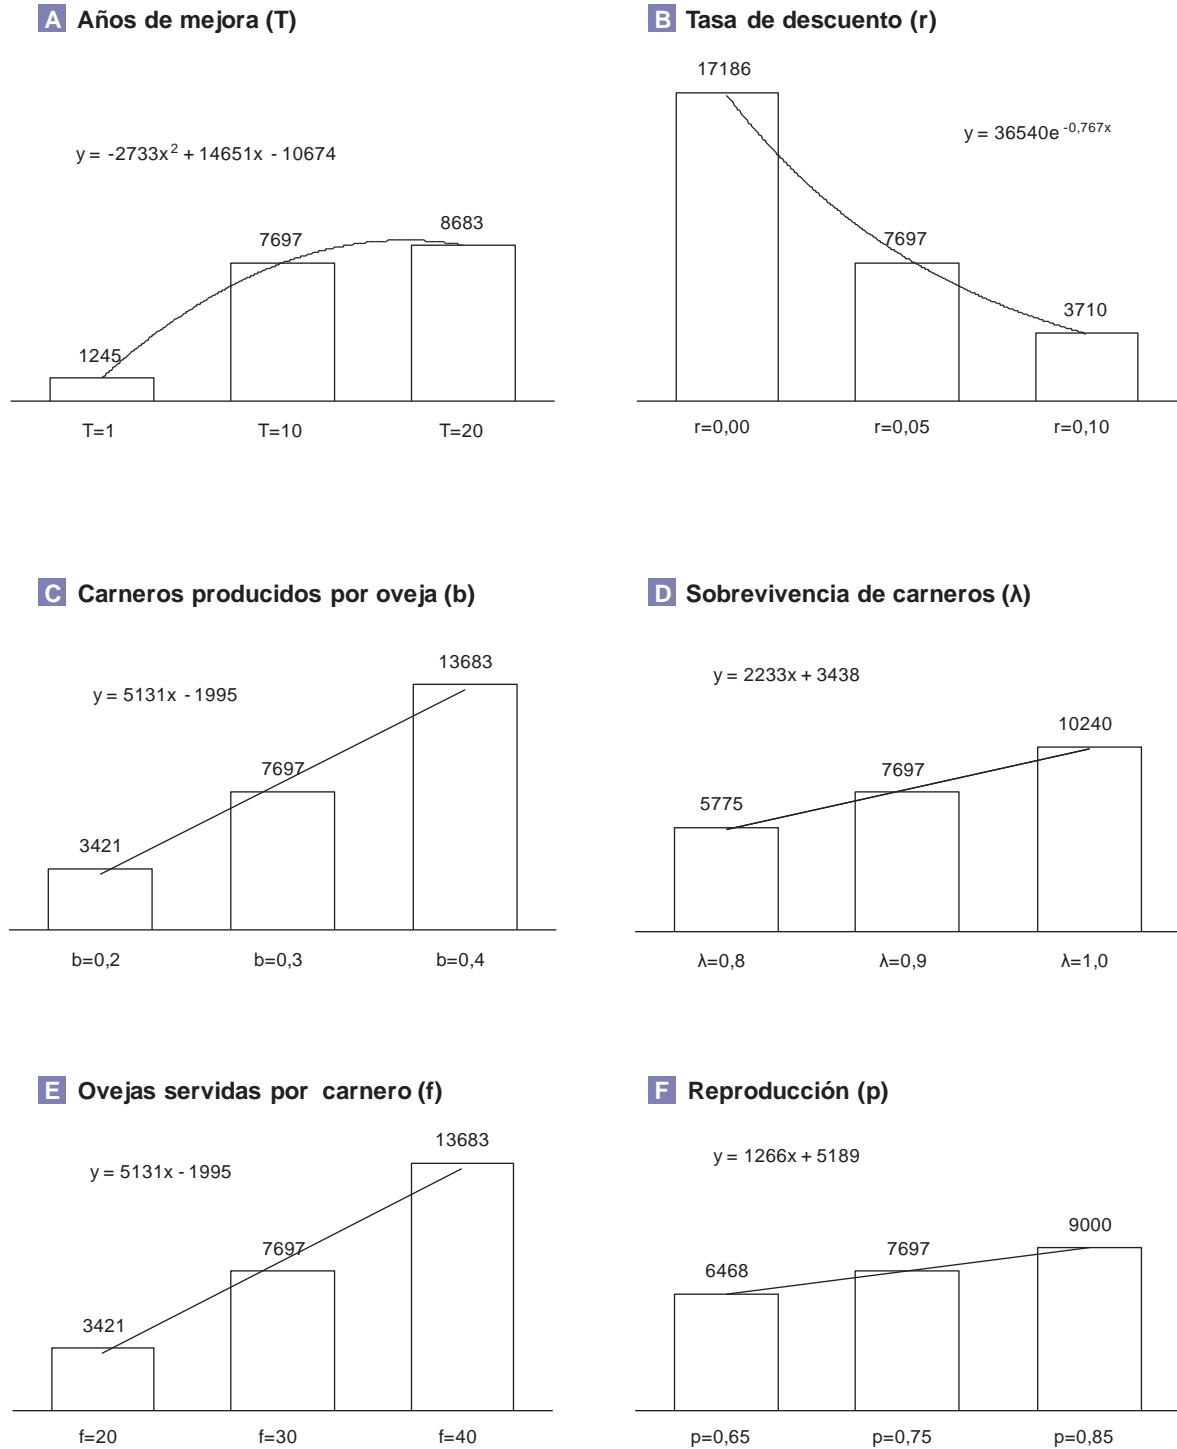 A Años de mejora (T)
y = -2733x² + 14651x - 10674
1245
7697
8683
T=1
T=10
T=20
B Tasa de descuento (r)
17186
y = 36540e⁻⁰,⁷⁶⁷ˣ
7697
3710
r=0,00
r=0,05
r=0,10
C Carneros producidos por oveja (b)
13683
y = 5131x - 1995
7697
3421
b=0,2
b=0,3
b=0,4
D Sobrevivencia de carneros (λ)
y = 2233x + 3438
10240
7697
5775
λ=0,8
λ=0,9
λ=1,0
E Ovejas servidas por carnero (f)
13683
y = 5131x - 1995
7697
3421
f=20
f=30
f=40
F Reproducción (p)
y = 1266x + 5189
9000
7697
6468
p=0,65
p=0,75
p=0,85